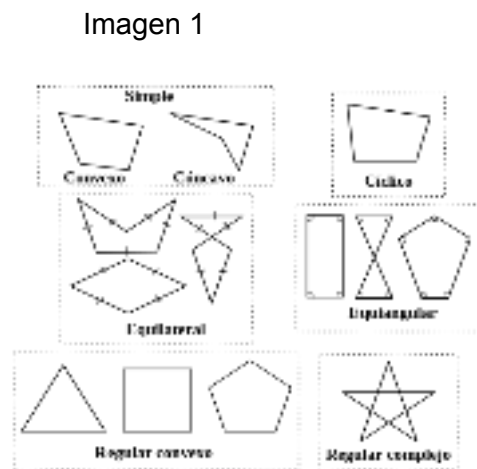 Imagen 1
Simple
Convexo
Cóncavo
Cíclico
Equilateral
Equiangular
Regular convexo
Regular complejo